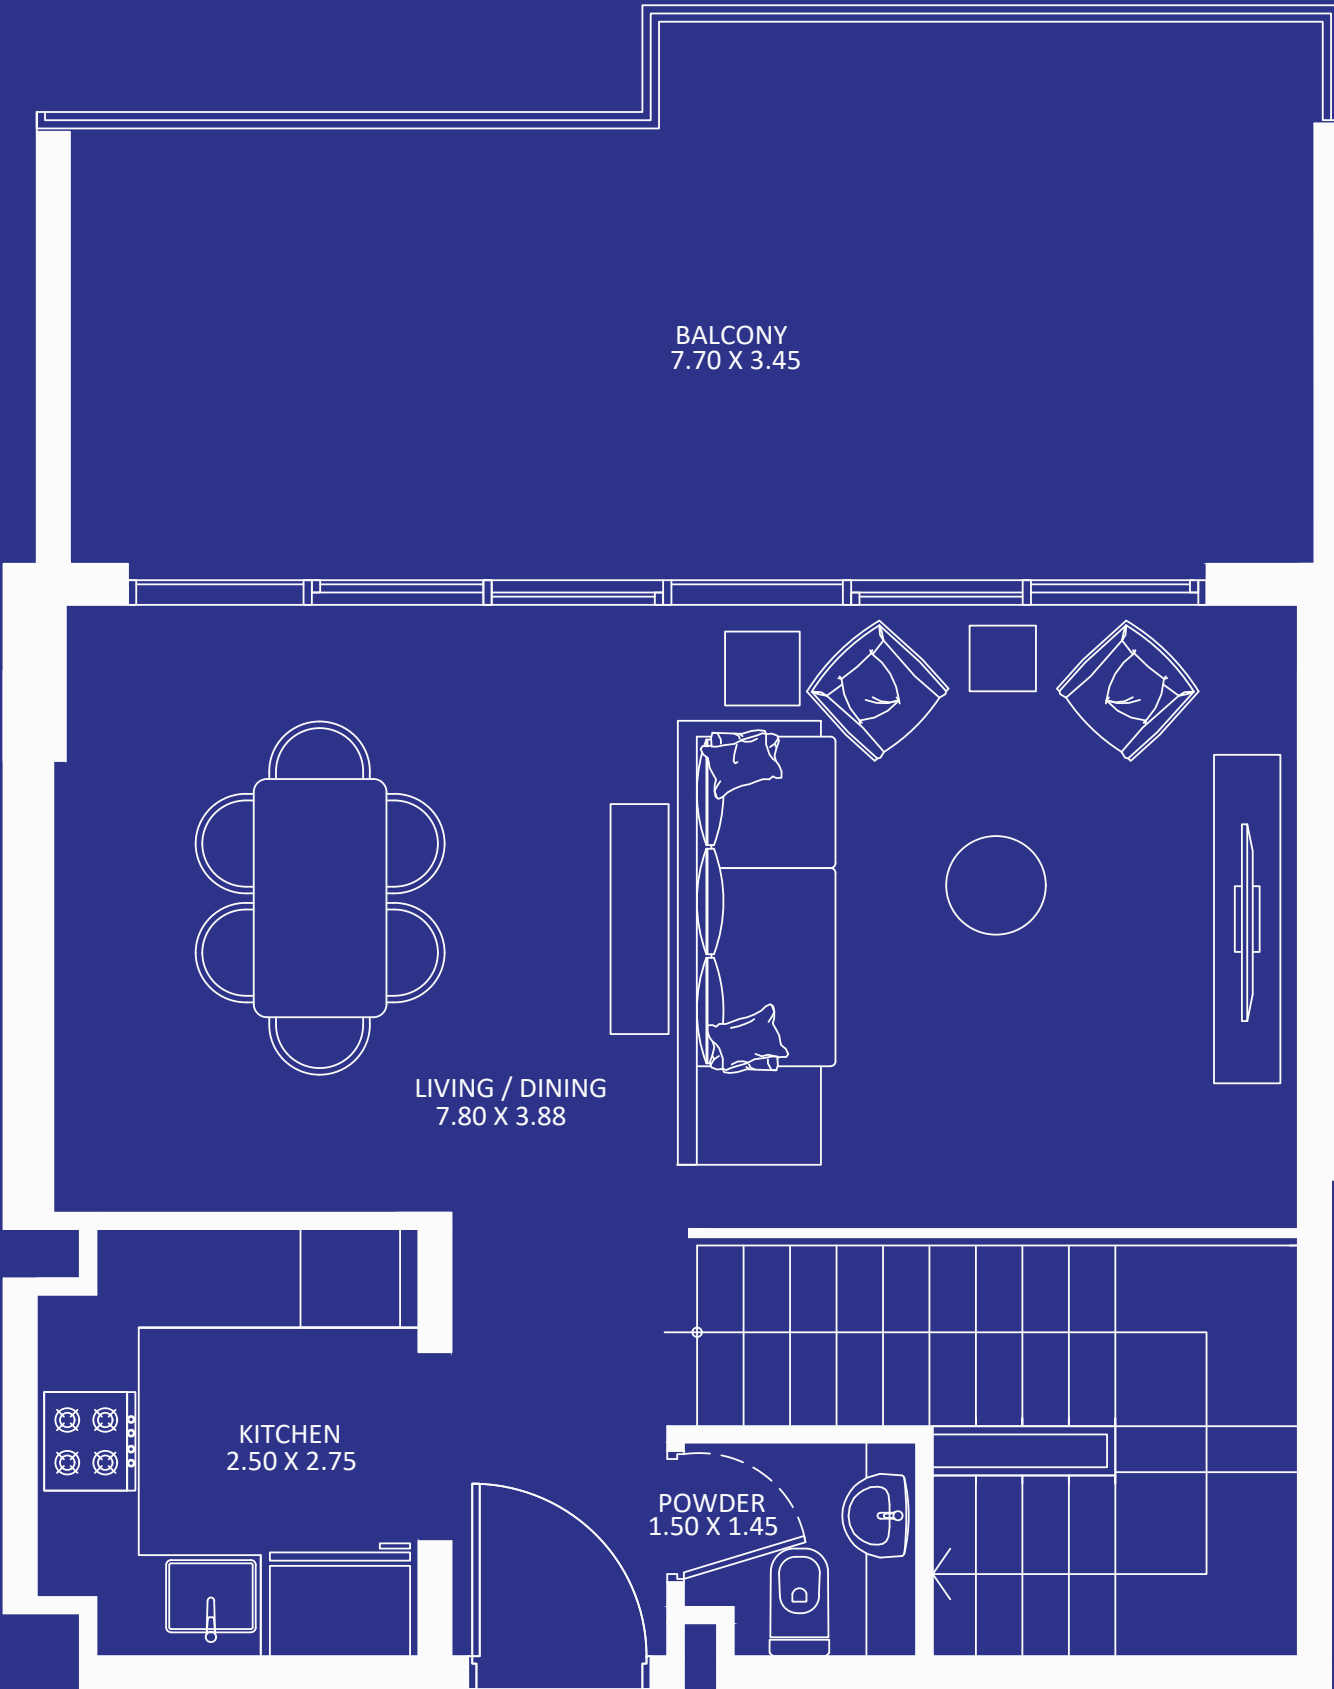 BALCONY
7.70 X 3.45
LIVING / DINING
7.80 X 3.88
KITCHEN
2.50 X 2.75
POWDER
1.50 X 1.45